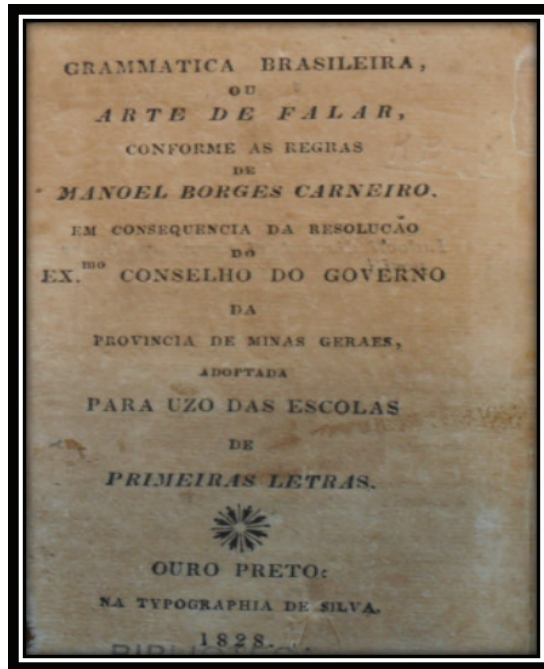 GRAMMATICA BRASILEIRA,
OU
ARTE DE FALAR,
CONFORME AS REGRAS
DE
MANOEL BORGES CARNEIRO.
EM CONSEQUENCIA DA RESOLUCÃO
DO
EX.mo CONSELHO DO GOVERNO
DA
PROVINCIA DE MINAS GERAES,
ADOPTADA
PARA UZO DAS ESCOLAS
DE
PRIMEIRAS LETRAS.
OURO PRETO:
NA TYPOGRAPHIA DE SILVA.
1828.